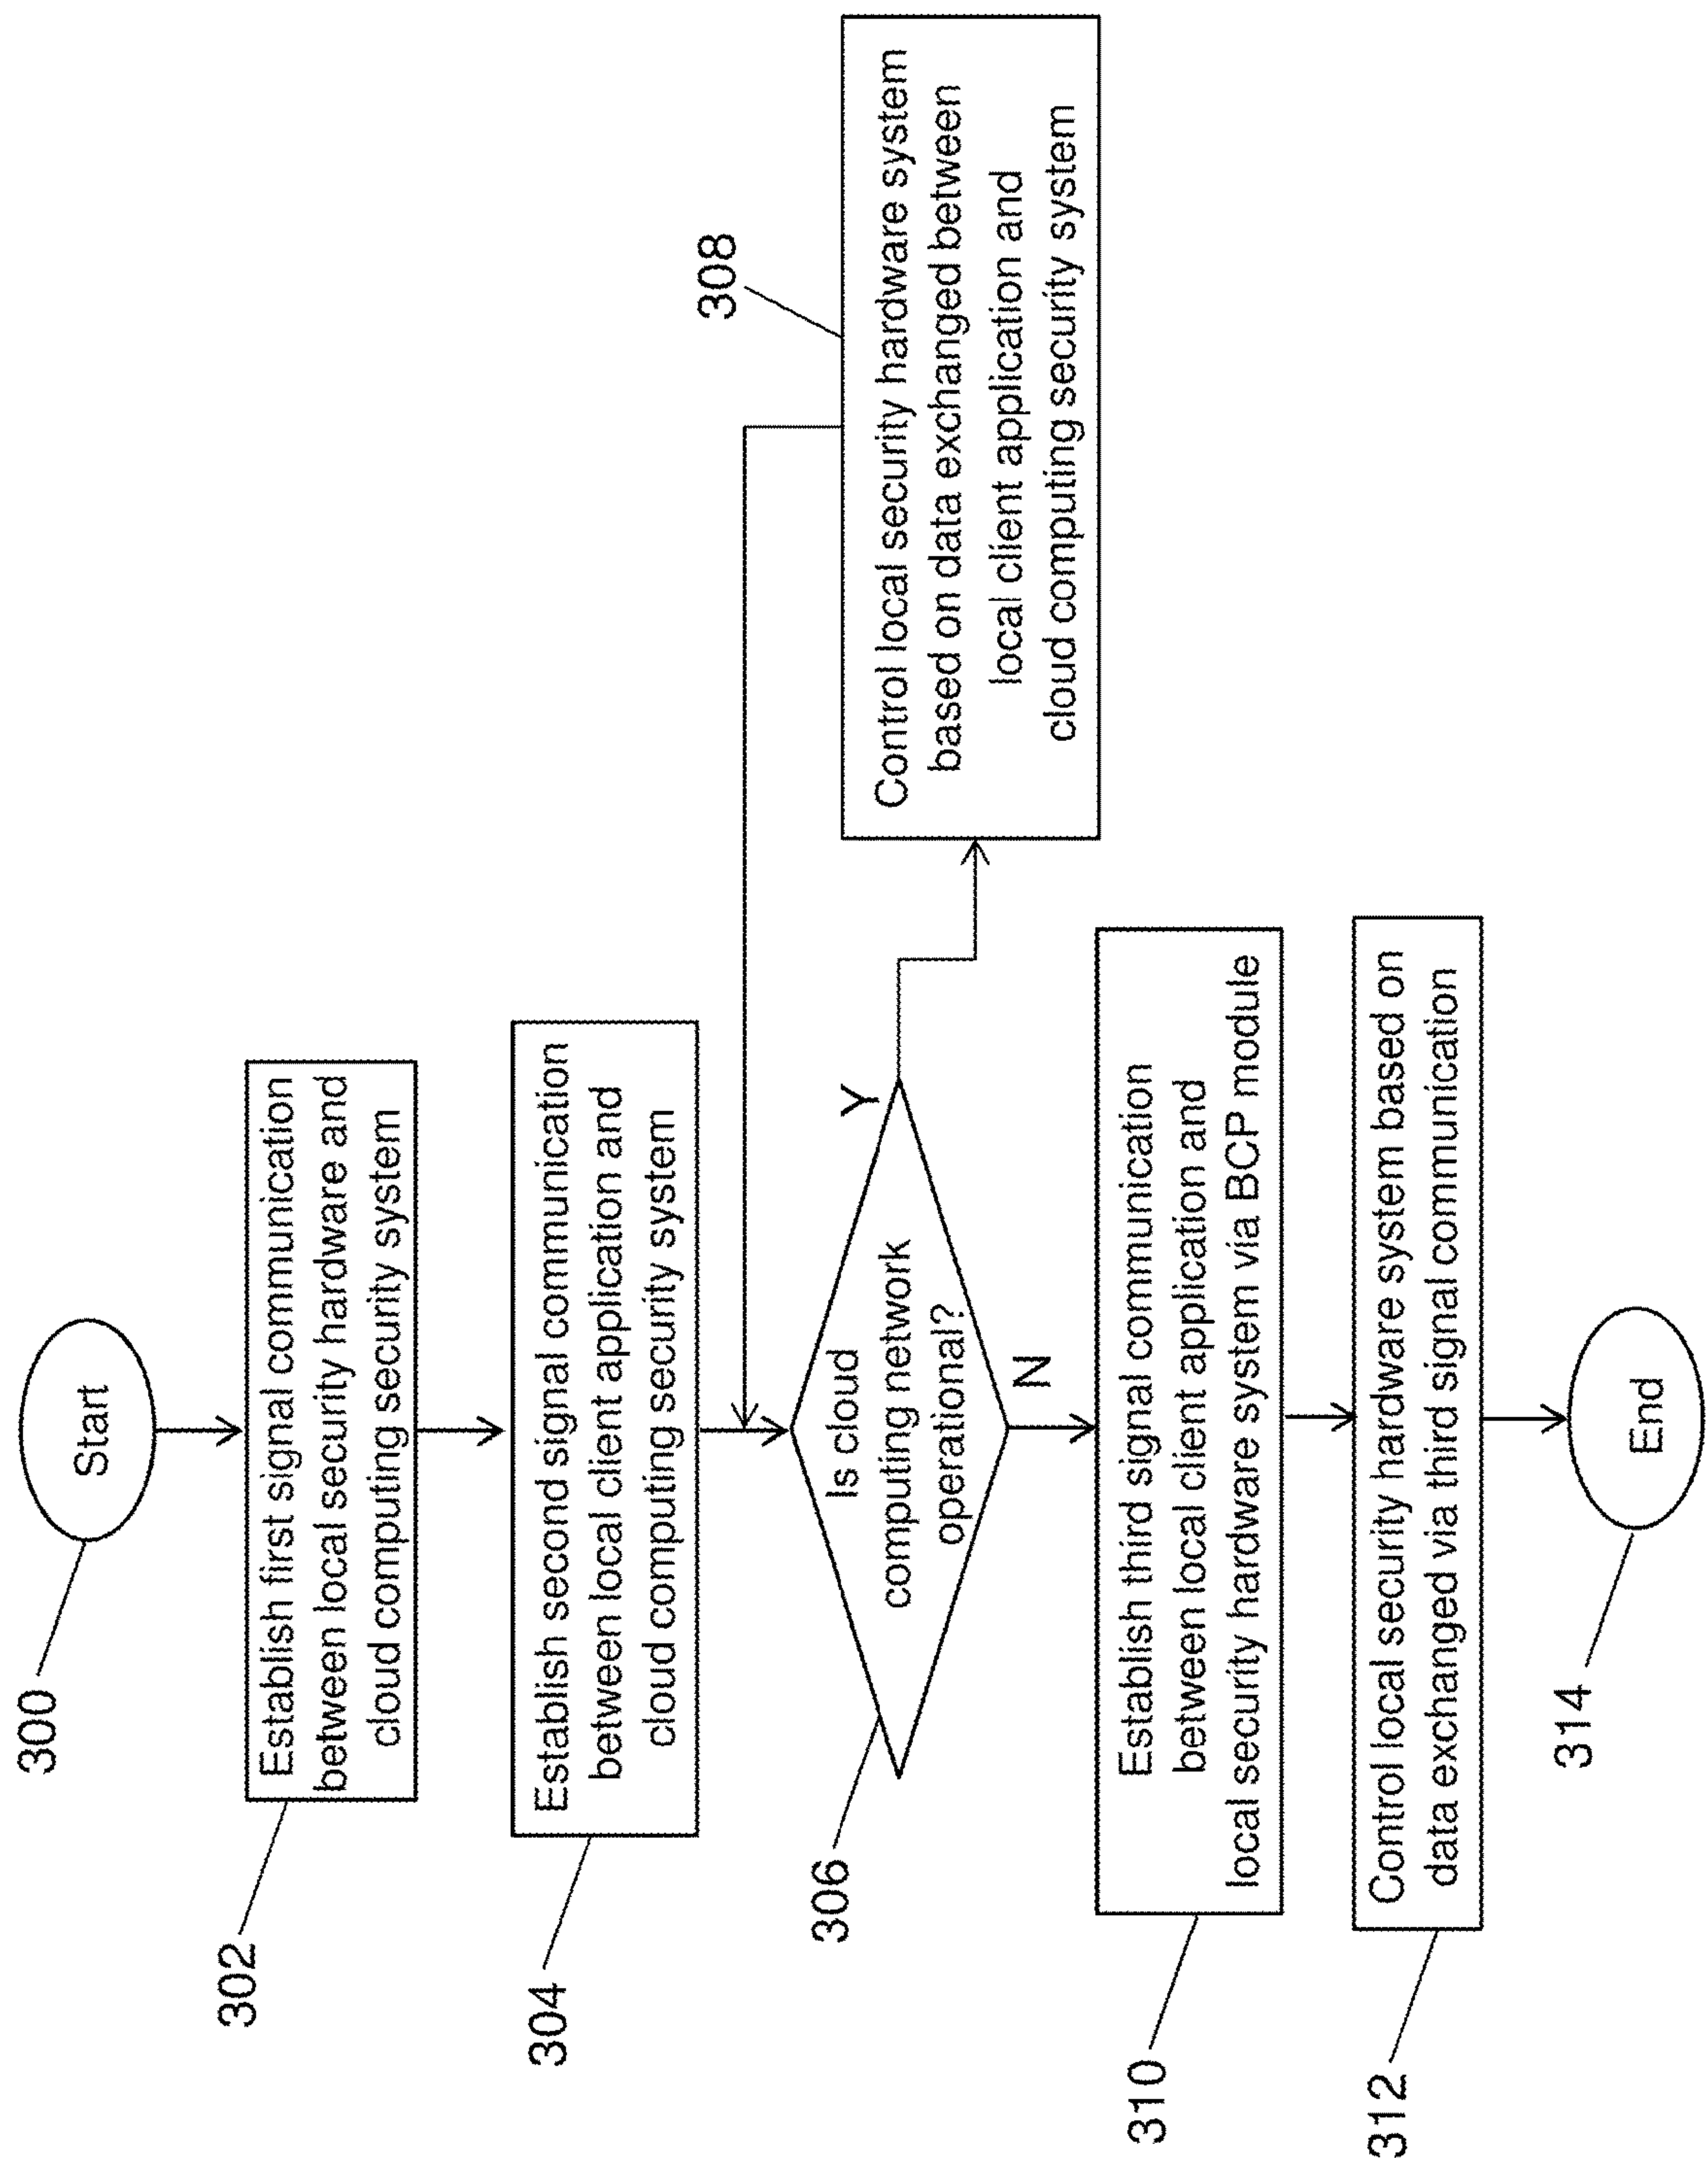 300
Start
302
Establish first signal communication
between local security hardware and
cloud computing security system
304
Establish second signal communication
between local client application and
cloud computing security system
306
Is cloud
computing network
operational?
Y
N
308
Control local security hardware system
based on data exchanged between
local client application and
cloud computing security system
310
Establish third signal communication
between local client application and
local security hardware system via BCP module
312
Control local security hardware system based on
data exchanged via third signal communication
314
End